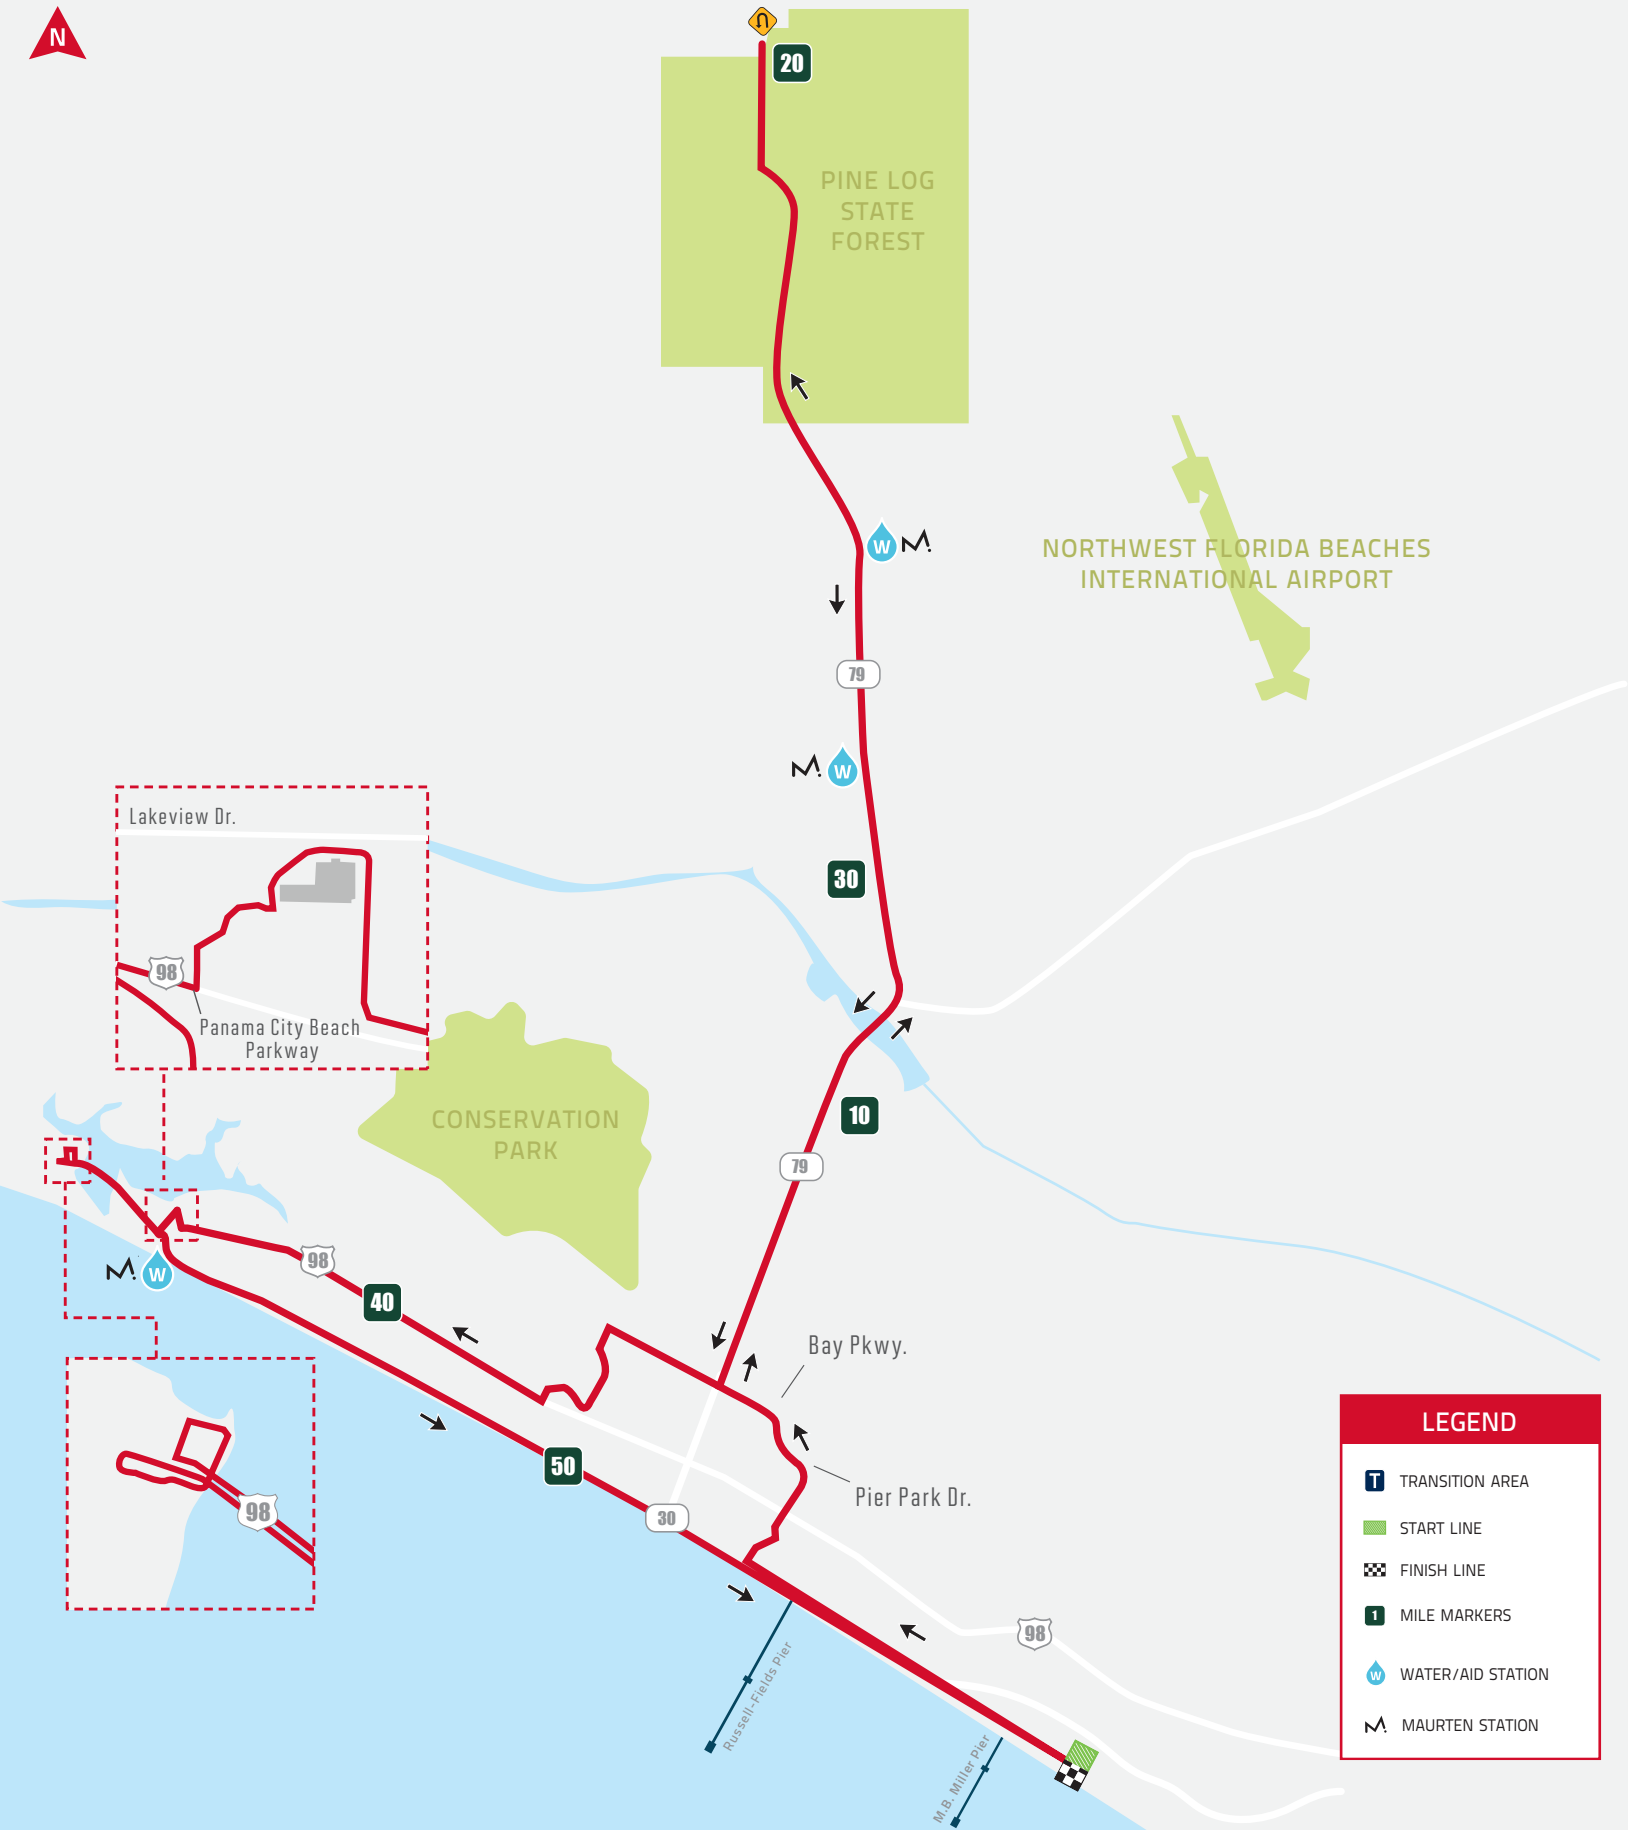 N
20
PINE LOG
STATE
FOREST
W M.
NORTHWEST FLORIDA BEACHES
INTERNATIONAL AIRPORT
79
M. W
Lakeview Dr.
30
98
Panama City Beach
Parkway
CONSERVATION
PARK
10
79
98
M. W
40
Bay Pkwy.
50
Pier Park Dr.
30
98
98
Russell-Fields Pier
M.B. Miller Pier
LEGEND
T TRANSITION AREA
START LINE
FINISH LINE
1 MILE MARKERS
W WATER/AID STATION
M. MAURTEN STATION